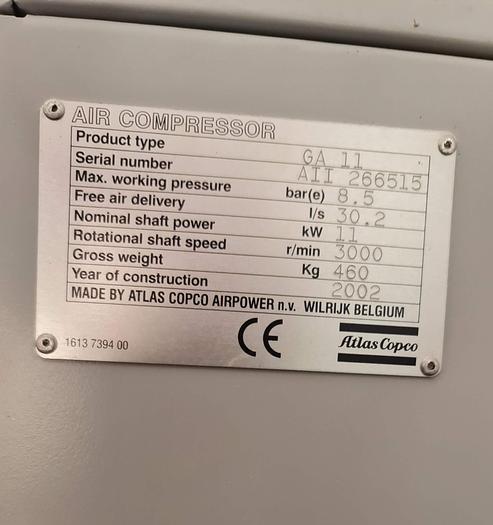 AIR COMPRESSOR
Product type GA 11
Serial number AII 266515
Max. working pressure bar(e) 8.5
Free air delivery l/s 30.2
Nominal shaft power kW 11
Rotational shaft speed r/min 3000
Gross weight Kg 460
Year of construction 2002
MADE BY ATLAS COPCO AIRPOWER n.v. WILRIJK BELGIUM
1613 7394 00 CE Atlas Copco